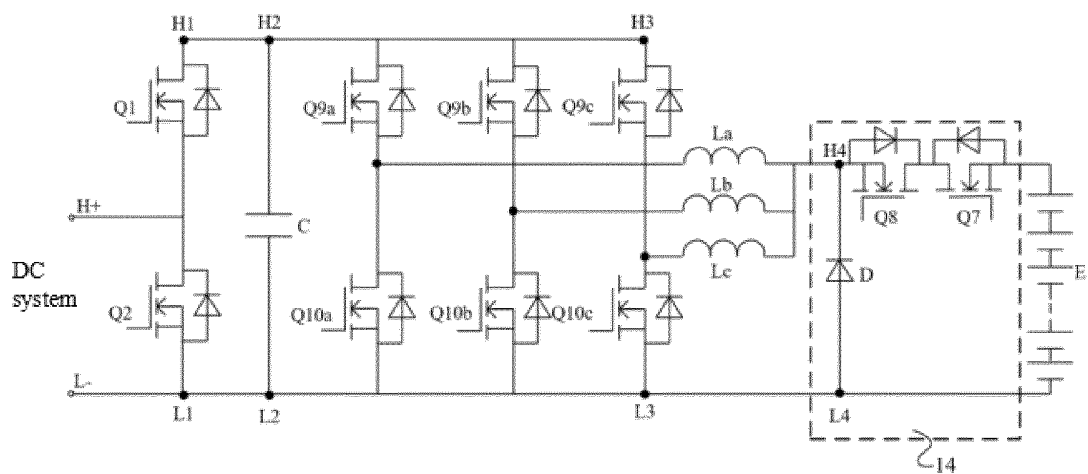 H1
H2
H3
Q1
Q9a
Q9b
Q9c
La
H4
Lb
Q8
Q7
H+
C
Lc
D
E
DC
system
Q2
Q10a
Q10b
Q10c
L-
L1
L2
L3
L4
14